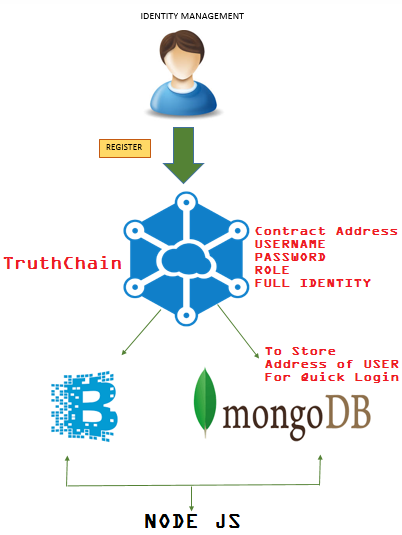 IDENTITY MANAGEMENT
REGISTER
TruthChain
Contract Address
USERNAME
PASSWORD
ROLE
FULL IDENTITY
To Store
Address of USER
For Quick Login
B
mongoDB
NODE JS